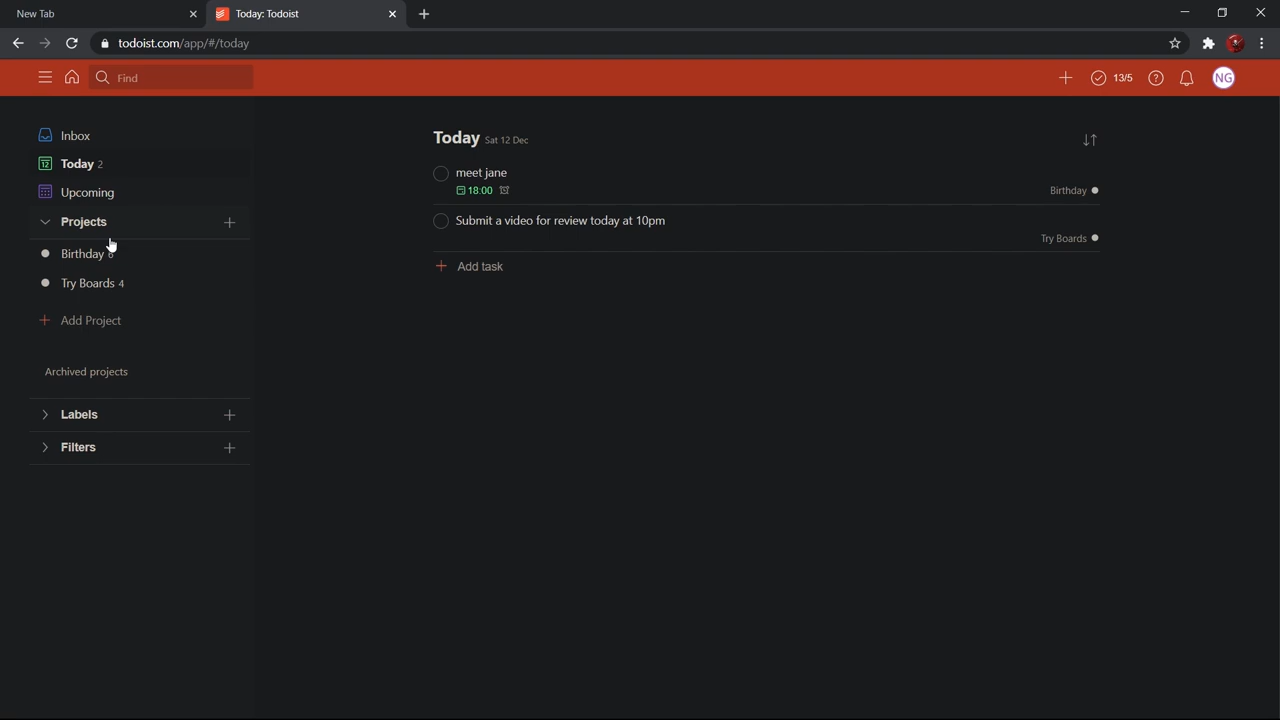 New Tab
Today: Todoist
todoist.com/app/#/today
Find
13/5
NG
Inbox
Today 2
Upcoming
Projects
Birthday
Try Boards 4
Add Project
Archived projects
Labels
Filters
Today Sat 12 Dec
meet jane
18:00
Birthday
Submit a video for review today at 10pm
Try Boards
Add task